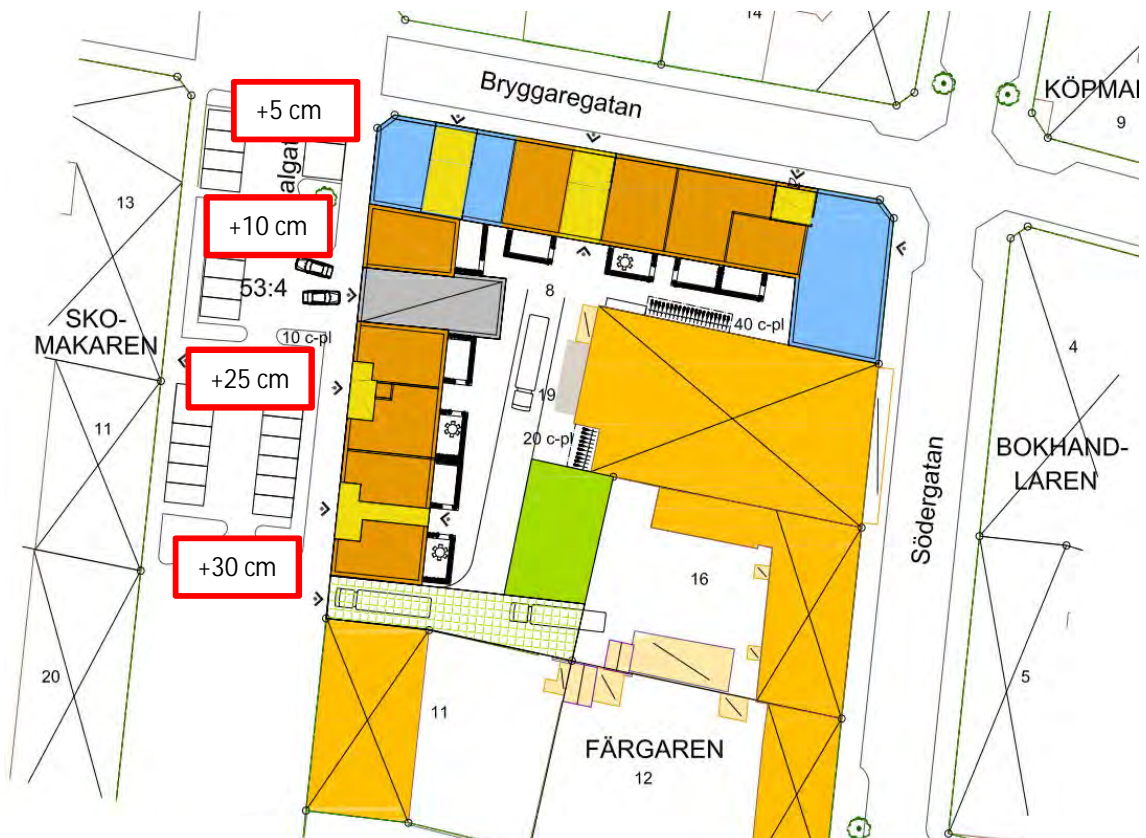 14
Bryggaregatan
KÖPMA
9
+5 cm
algat
13
+10 cm
53:4
8
SKO-
MAKAREN
10 c-pl
40 c-pl
4
+25 cm
19
11
20 c-pl
BOKHAND-
LAREN
Södergatan
+30 cm
16
5
20
11
FÄRGAREN
12